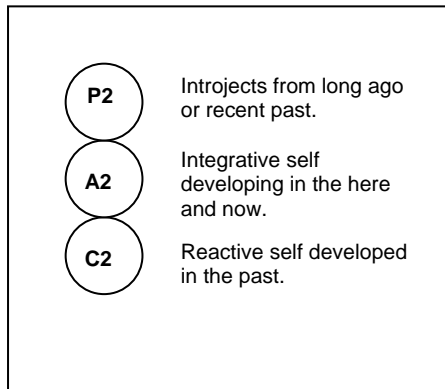 P2
Introjects from long ago
or recent past.
A2
Integrative self
developing in the here
and now.
C2
Reactive self developed
in the past.